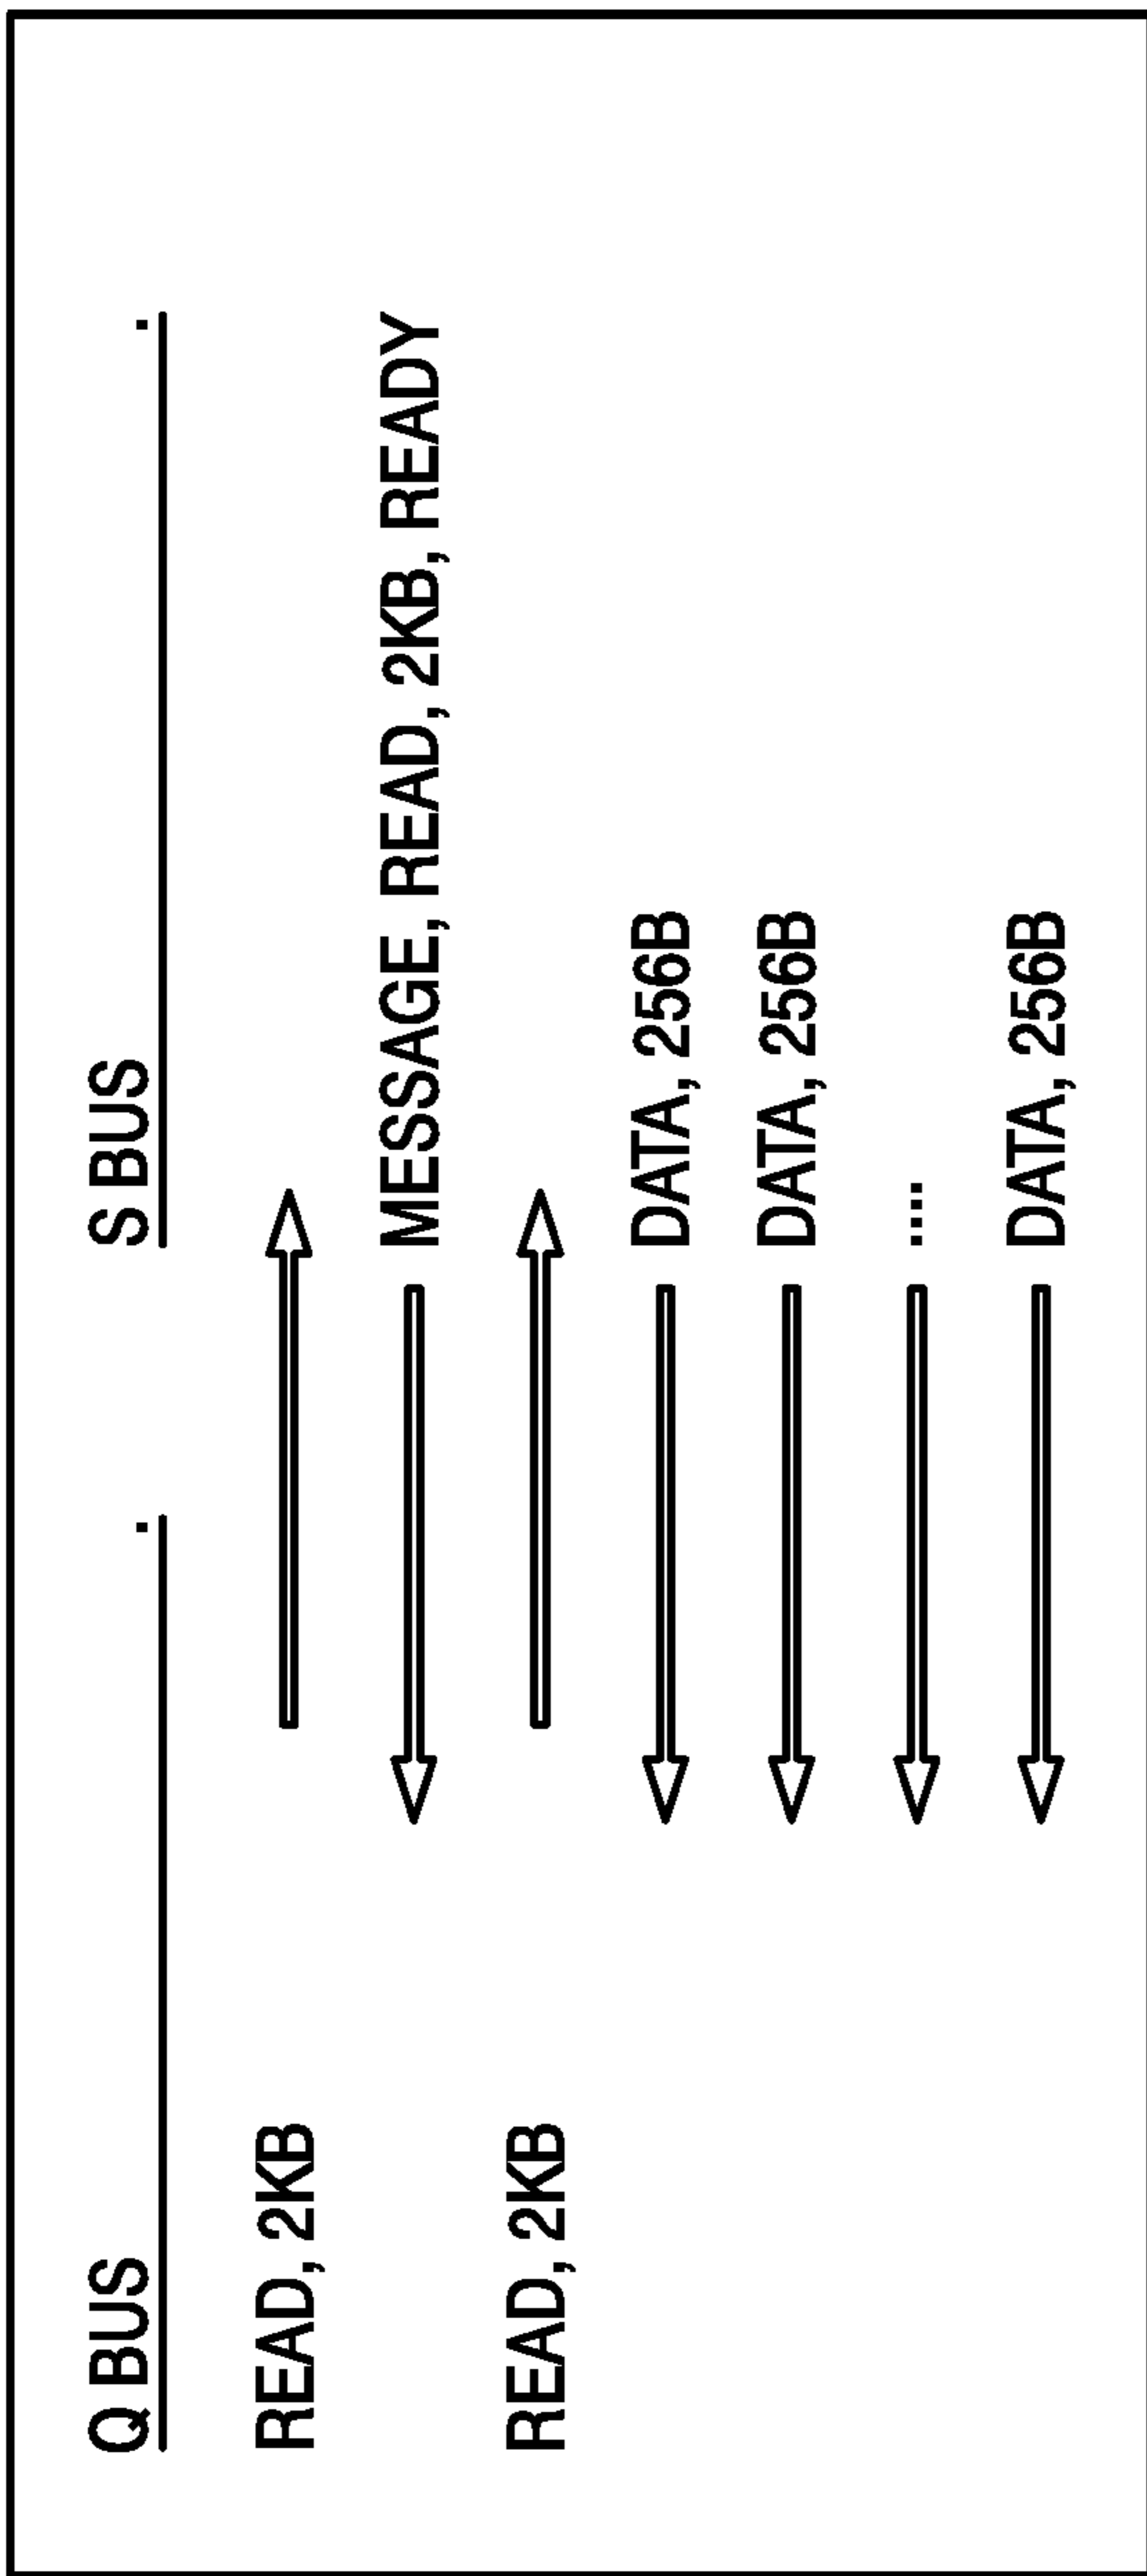 Q BUS . S BUS .
READ, 2KB
MESSAGE, READ, 2KB, READY
READ, 2KB
DATA, 256B
DATA, 256B
....
DATA, 256B